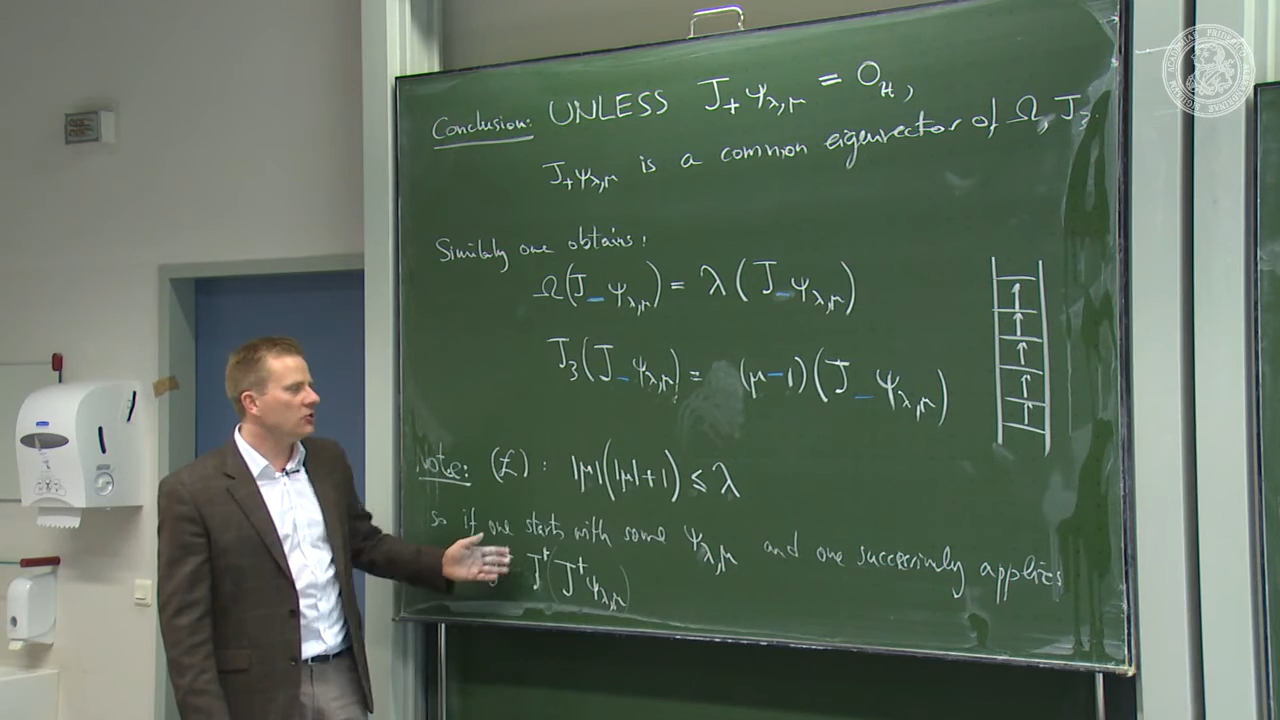 Conclusion: UNLESS J₊ ψλ,μ = 0_H,
J₊ψλ,μ is a common eigenvector of Ω, J₃.
Similarly one obtains:
Ω(J₋ψλ,μ) = λ(J₋ψλ,μ)
J₃(J₋ψλ,μ) = (μ-1)(J₋ψλ,μ)
Note: (£): |μ|(|μ|+1) ≤ λ
so if one starts with some ψλ,μ and one successively applies
J⁺(J⁺ψλ,μ)